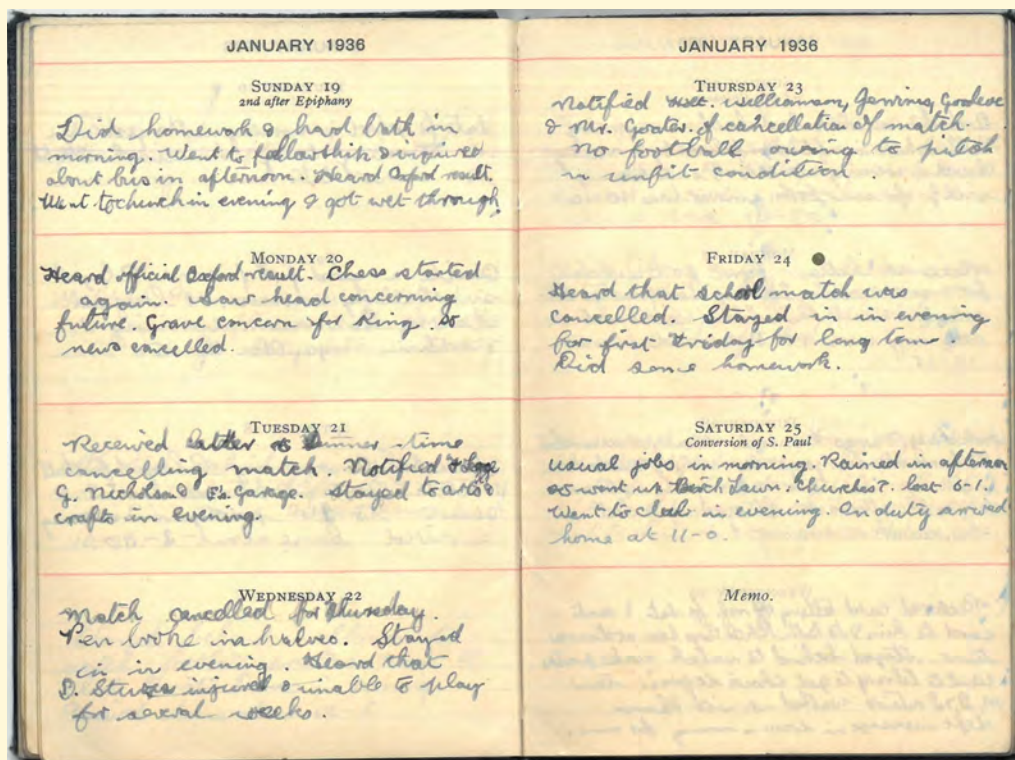 JANUARY 1936
SUNDAY 19
2nd after Epiphany
Did homework & had bath in
morning. Went to fellowship & inquired
about bus in afternoon. Heard Oxford result.
Went to church in evening & got wet through
MONDAY 20
Heard official Oxford result. Chess started
again. Saw head concerning
future. Grave concern for King. So
news cancelled.
TUESDAY 21
Received letter at dinner time
cancelling match. Notified
G. Nicholson & Garage. Stayed to arts &
crafts in evening.
WEDNESDAY 22
Match cancelled for Thursday.
Pen broke in halves. Stayed
in in evening. Heard that
D. injured & unable to play
for several weeks.
JANUARY 1936
THURSDAY 23
Notified Williamson,
& Mr. Goater. of cancellation of match.
No football owing to pitch
in unfit condition
FRIDAY 24
Heard that school match was
cancelled. Stayed in in evening
for first Friday for long time.
Did some homework.
SATURDAY 25
Conversion of S. Paul
usual jobs in morning. Rained in afternoon
so went up Lawn. lost 6-1.
Went to club in evening. On duty arrived
home at 11-0.
Memo.